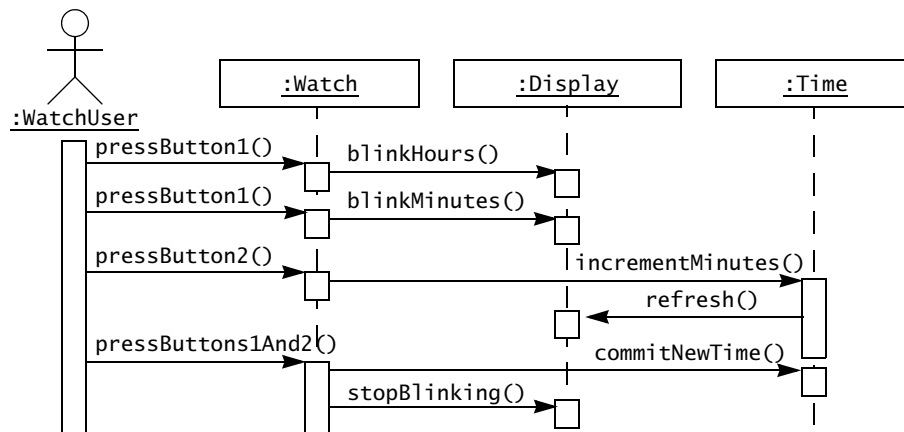 :Watch
:Display
:Time
:WatchUser
pressButton1()
blinkHours()
pressButton1()
blinkMinutes()
pressButton2()
incrementMinutes()
refresh()
pressButtons1And2()
commitNewTime()
stopBlinking()